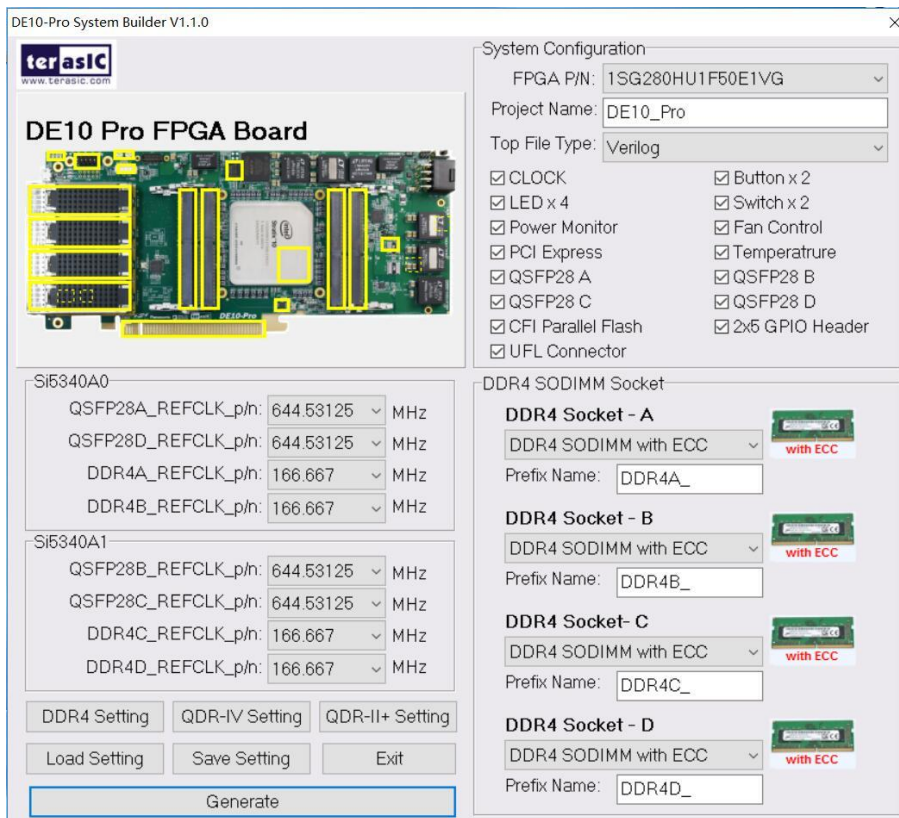 DE10-Pro System Builder V1.1.0
terasIC
www.terasic.com
DE10 Pro FPGA Board
intel
Stratix 10
DE10-Pro
System Configuration
FPGA P/N: 1SG280HU1F50E1VG
Project Name: DE10_Pro
Top File Type: Verilog
CLOCK Button x 2
LED x 4 Switch x 2
Power Monitor Fan Control
PCI Express Temperatrure
QSFP28 A QSFP28 B
QSFP28 C QSFP28 D
CFI Parallel Flash 2x5 GPIO Header
UFL Connector
Si5340A0
QSFP28A_REFCLK_p/n: 644.53125 MHz
QSFP28D_REFCLK_p/n: 644.53125 MHz
DDR4A_REFCLK_p/n: 166.667 MHz
DDR4B_REFCLK_p/n: 166.667 MHz
Si5340A1
QSFP28B_REFCLK_p/n: 644.53125 MHz
QSFP28C_REFCLK_p/n: 644.53125 MHz
DDR4C_REFCLK_p/n: 166.667 MHz
DDR4D_REFCLK_p/n: 166.667 MHz
DDR4 Setting QDR-IV Setting QDR-II+ Setting
Load Setting Save Setting Exit
Generate
DDR4 SODIMM Socket
DDR4 Socket - A
DDR4 SODIMM with ECC
with ECC
Prefix Name: DDR4A_
DDR4 Socket - B
DDR4 SODIMM with ECC
with ECC
Prefix Name: DDR4B_
DDR4 Socket- C
DDR4 SODIMM with ECC
with ECC
Prefix Name: DDR4C_
DDR4 Socket - D
DDR4 SODIMM with ECC
with ECC
Prefix Name: DDR4D_